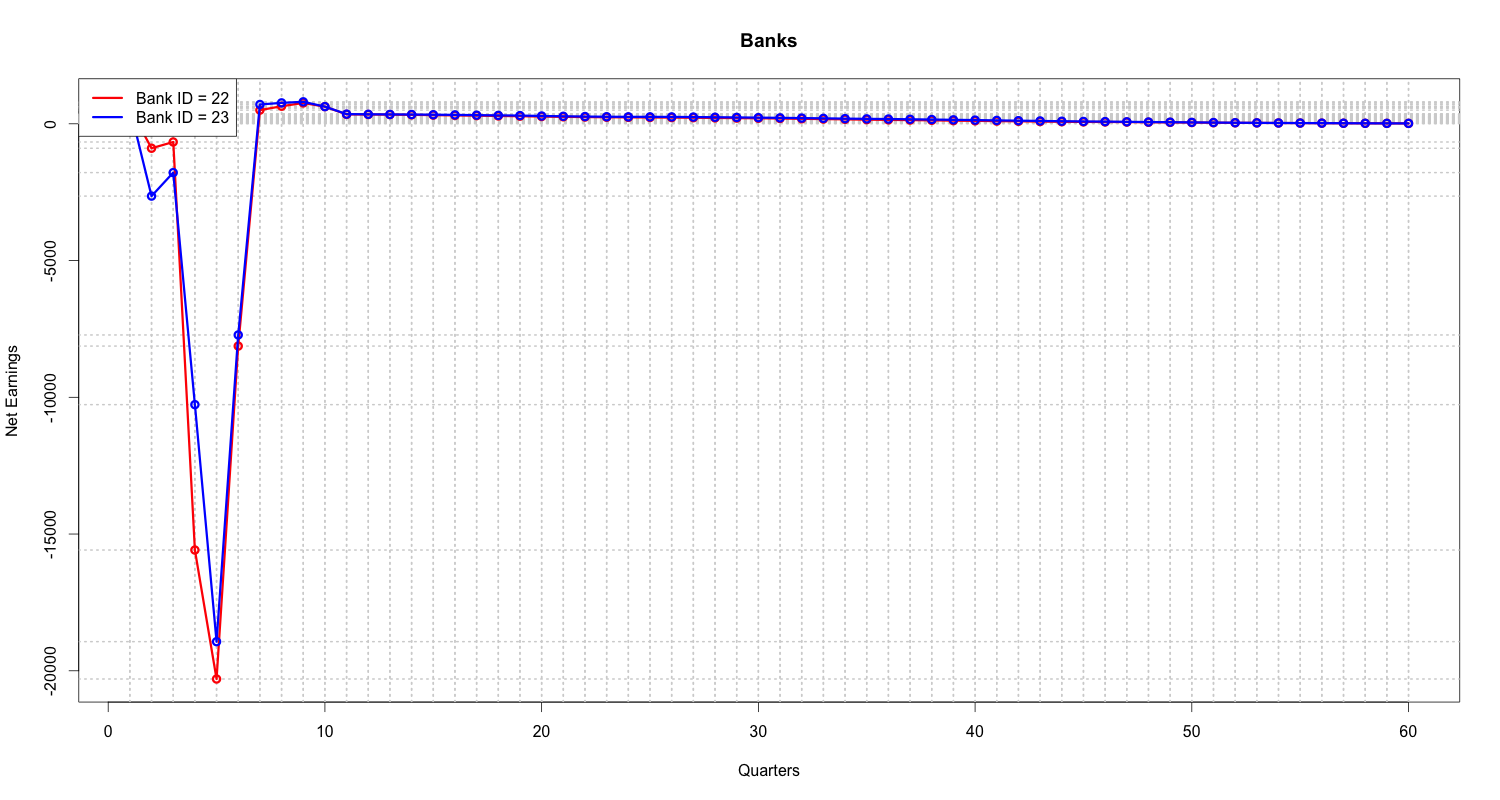 Banks
Bank ID = 22
Bank ID = 23
Net Earnings
0
-5000
-10000
-15000
-20000
0 10 20 30 40 50 60
Quarters